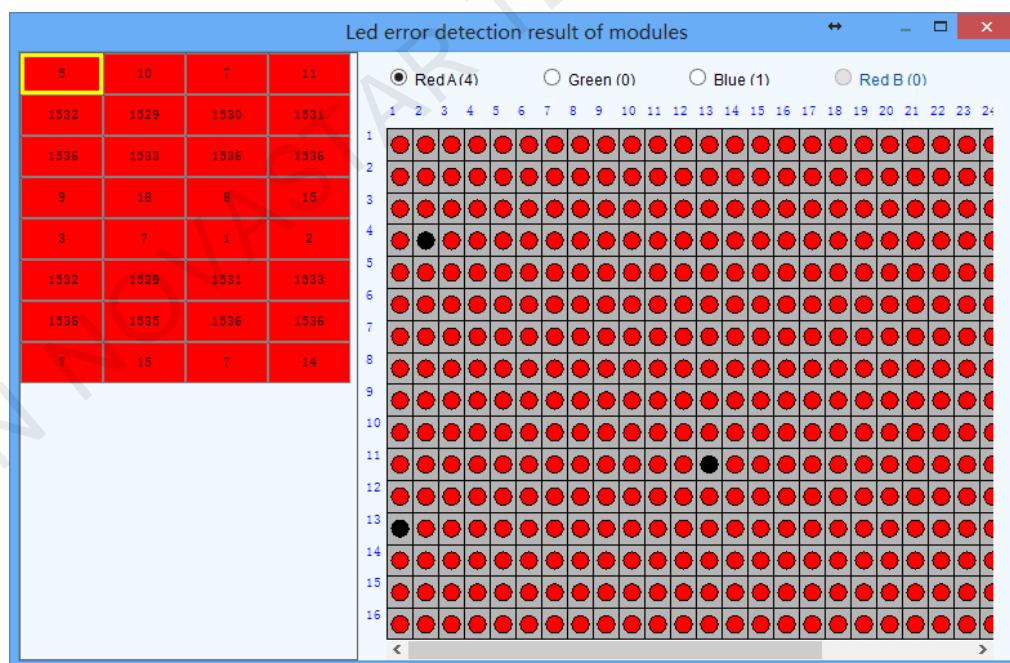 Led error detection result of modules
5 10 7 11
1532 1529 1530 1531
1536 1533 1536 1536
9 18 8 15
3 7 1 2
1532 1529 1531 1533
1536 1535 1536 1536
7 15 7 14
Red A(4) Green (0) Blue (1) Red B (0)
1 2 3 4 5 6 7 8 9 10 11 12 13 14 15 16 17 18 19 20 21 22 23 24
1
2
3
4
5
6
7
8
9
10
11
12
13
14
15
16
NOVASTAR